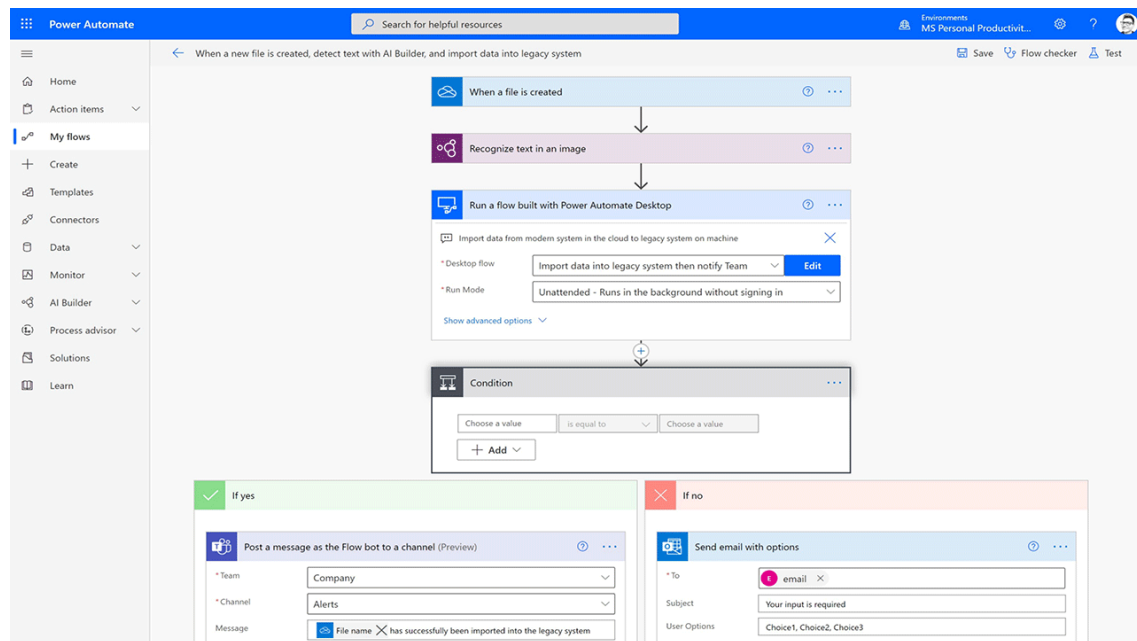 Power Automate
Search for helpful resources
Environments
MS Personal Productivit...
When a new file is created, detect text with AI Builder, and import data into legacy system
Save
Flow checker
Test
Home
Action items
My flows
Create
Templates
Connectors
Data
Monitor
AI Builder
Process advisor
Solutions
Learn
When a file is created
Recognize text in an image
Run a flow built with Power Automate Desktop
Import data from modern system in the cloud to legacy system on machine
* Desktop flow
Import data into legacy system then notify Team
Edit
* Run Mode
Unattended - Runs in the background without signing in
Show advanced options
Condition
Choose a value
is equal to
Choose a value
Add
If yes
Post a message as the Flow bot to a channel (Preview)
* Team
Company
* Channel
Alerts
Message
File name has successfully been imported into the legacy system
If no
Send email with options
* To
E email
Subject
Your input is required
User Options
Choice1, Choice2, Choice3